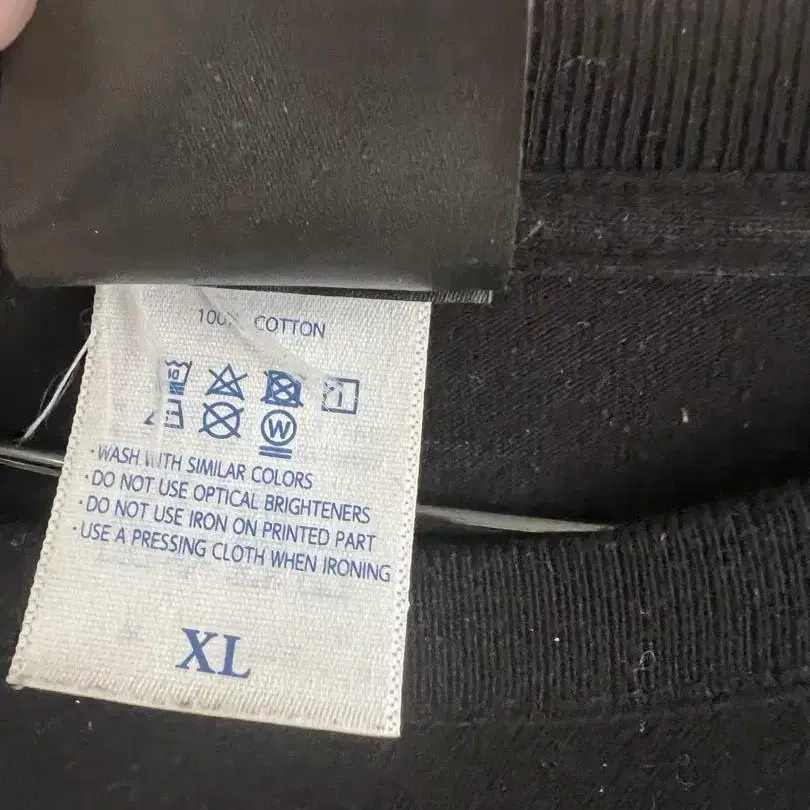 100% COTTON
W
· WASH WITH SIMILAR COLORS
· DO NOT USE OPTICAL BRIGHTENERS
· DO NOT USE IRON ON PRINTED PART
· USE A PRESSING CLOTH WHEN IRONING
XL